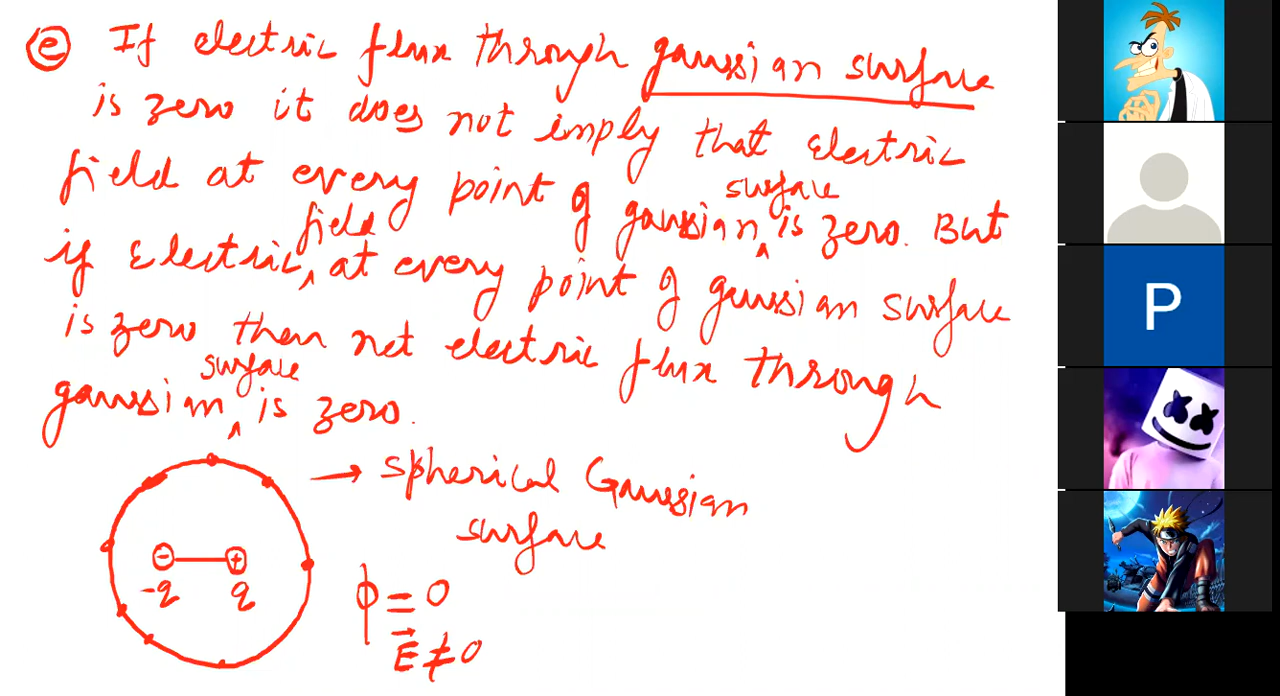 (e) If electric flux through gaussian surface
is zero it does not imply that electric
field at every point of gaussian surface is zero. But
if Electric field at every point of gaussian surface
is zero then net electric flux through
gaussian surface is zero.
→ spherical Gaussian
surface
- +
-q q
ϕ = 0
E⃗ ≠ 0
P